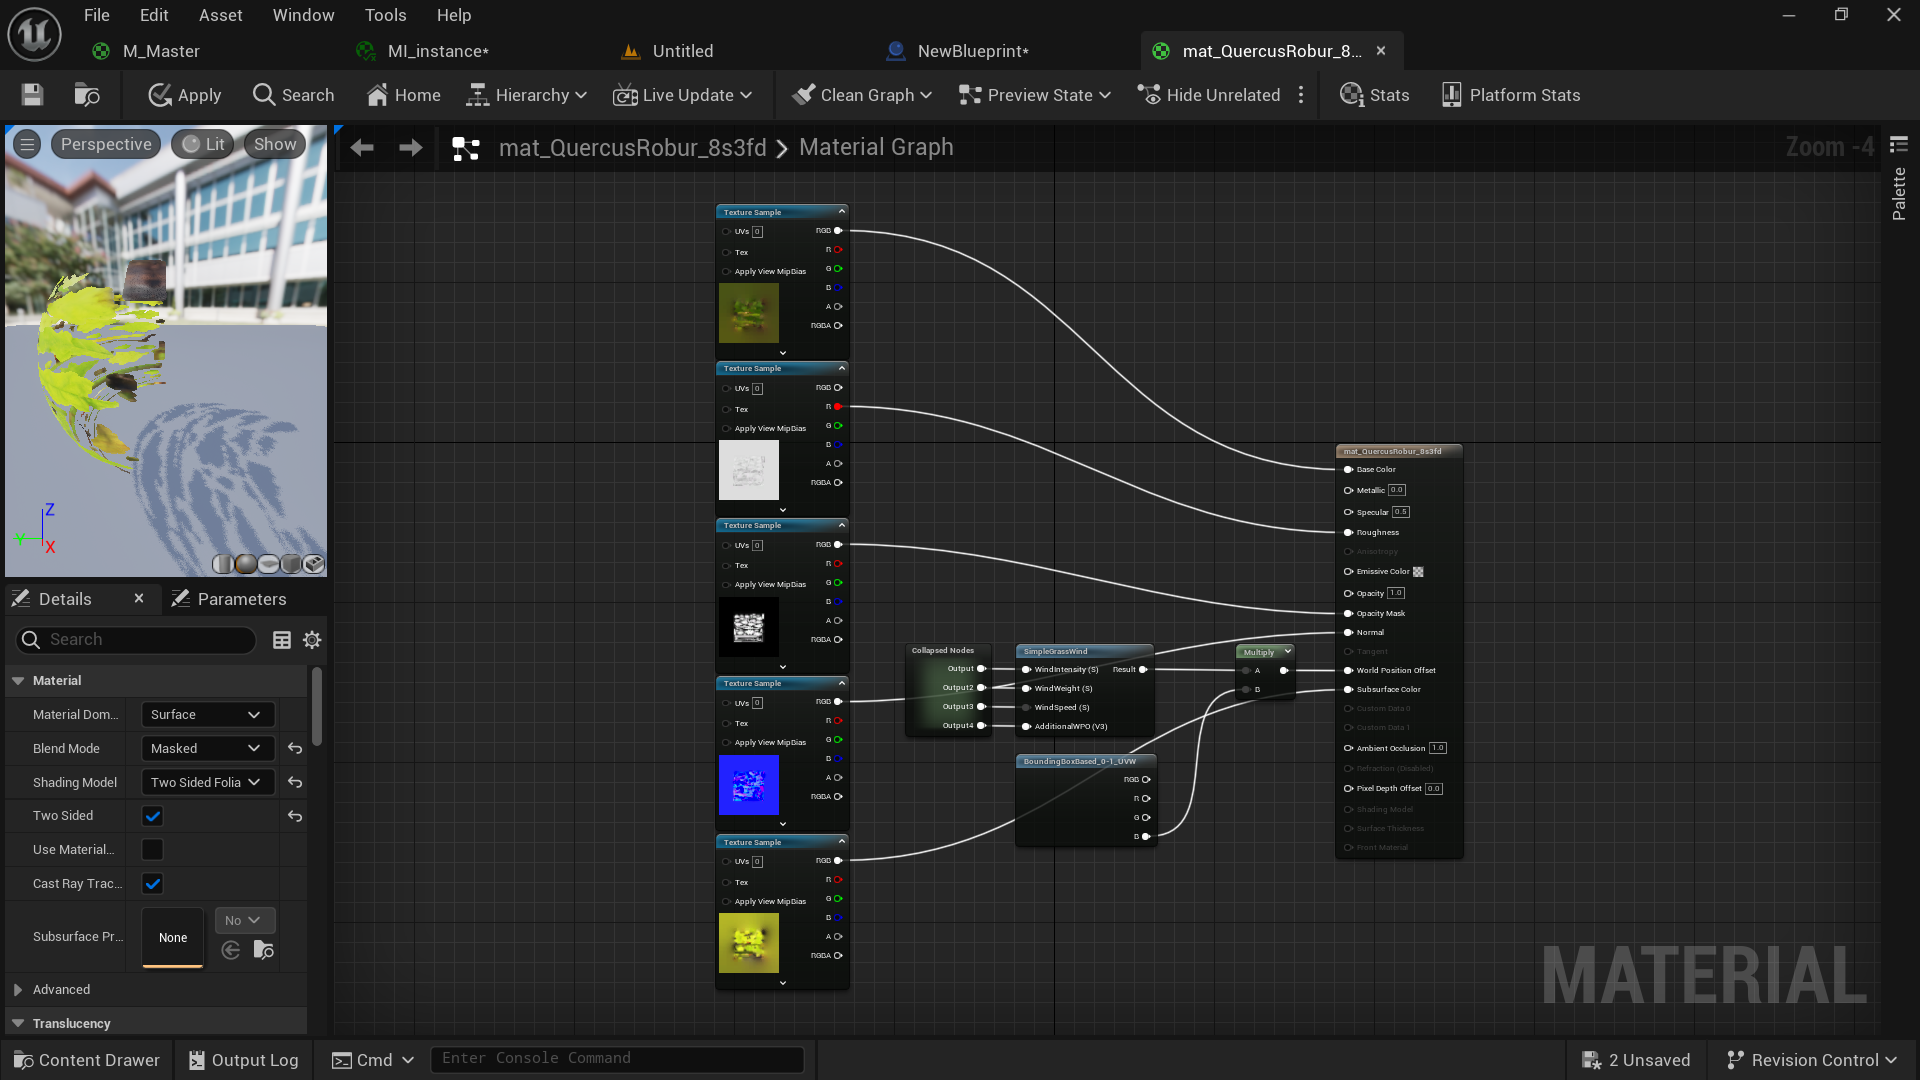 File Edit Asset Window Tools Help
M_Master MI_instance* Untitled NewBlueprint* mat_QuercusRobur_8...
Apply Search Home Hierarchy Live Update Clean Graph Preview State Hide Unrelated Stats Platform Stats
Perspective Lit Show
mat_QuercusRobur_8s3fd Material Graph
Zoom -4
Palette
Z
Y
X
Texture Sample
UVs 0 RGB
R
Tex
G
Apply View MipBias
B
A
RGBA
Texture Sample
UVs 0 RGB
R
Tex
G
Apply View MipBias
B
A
RGBA
Texture Sample
UVs 0 RGB
R
Tex
G
Apply View MipBias
B
A
RGBA
Texture Sample
UVs 0 RGB
R
Tex
G
Apply View MipBias
B
A
RGBA
Texture Sample
UVs 0 RGB
R
Tex
G
Apply View MipBias
B
A
RGBA
Collapsed Nodes
Output
Output2
Output3
Output4
SimpleGrassWind
WindIntensity (S) Result
WindWeight (S)
WindSpeed (S)
AdditionalWPO (V3)
BoundingBoxBased_0-1_UVW
RGB
R
G
B
Multiply
A
B
mat_QuercusRobur_8s3fd
Base Color
Metallic 0.0
Specular 0.5
Roughness
Anisotropy
Emissive Color
Opacity 1.0
Opacity Mask
Normal
Tangent
World Position Offset
Subsurface Color
Custom Data 0
Custom Data 1
Ambient Occlusion 1.0
Refraction (Disabled)
Pixel Depth Offset 0.0
Shading Model
Surface Thickness
Front Material
MATERIAL
Details Parameters
Search
Material
Material Dom... Surface
Blend Mode Masked
Shading Model Two Sided Folia
Two Sided
Use Material...
Cast Ray Trac...
Subsurface Pr... None No
Advanced
Translucency
Content Drawer Output Log Cmd Enter Console Command 2 Unsaved Revision Control